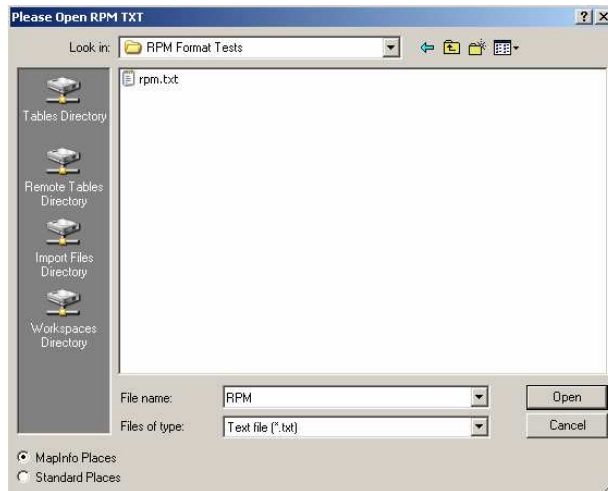 Please Open RPM TXT
Look in: RPM Format Tests
rpm.txt
Tables Directory
Remote Tables
Directory
Import Files
Directory
Workspaces
Directory
File name: RPM Open
Files of type: Text file (*.txt) Cancel
MapInfo Places
Standard Places